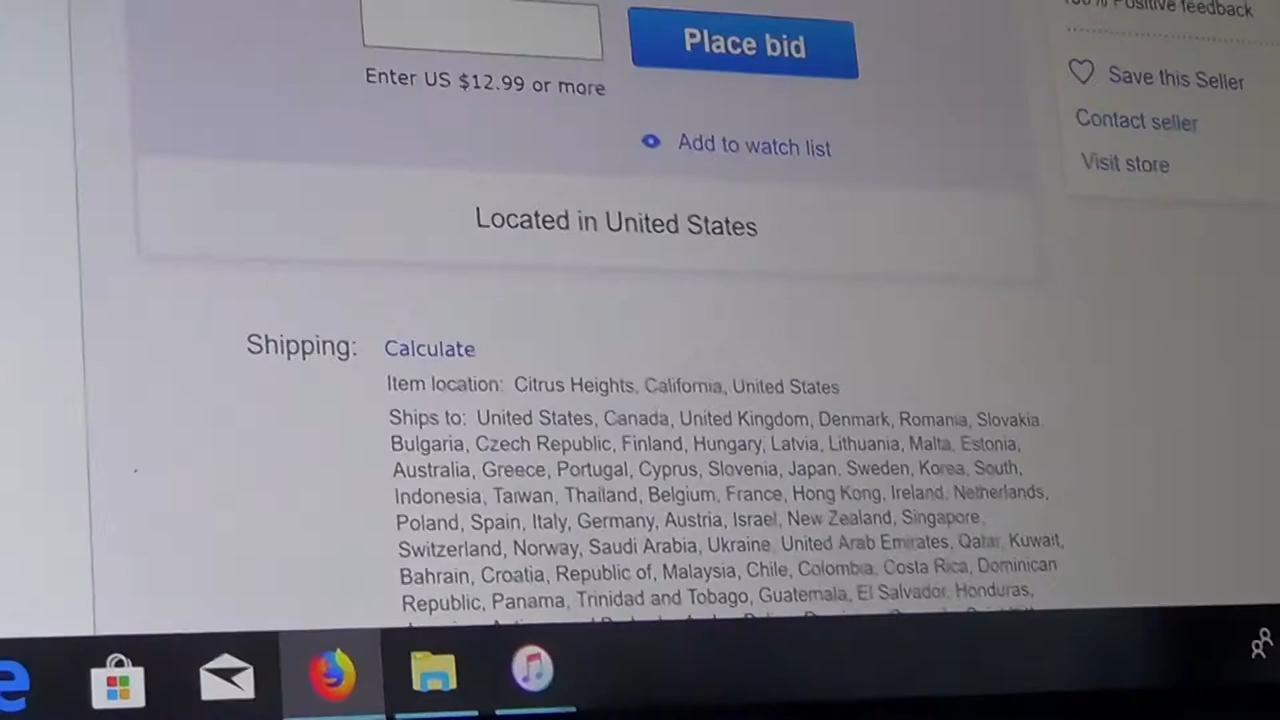 Positive feedback
Place bid
Enter US $12.99 or more
Save this Seller
Contact seller
Add to watch list
Visit store
Located in United States
Shipping: Calculate
Item location: Citrus Heights, California, United States
Ships to: United States, Canada, United Kingdom, Denmark, Romania, Slovakia
Bulgaria, Czech Republic, Finland, Hungary, Latvia, Lithuania, Malta, Estonia,
Australia, Greece, Portugal, Cyprus, Slovenia, Japan, Sweden, Korea, South,
Indonesia, Taiwan, Thailand, Belgium, France, Hong Kong, Ireland, Netherlands,
Poland, Spain, Italy, Germany, Austria, Israel, New Zealand, Singapore,
Switzerland, Norway, Saudi Arabia, Ukraine, United Arab Emirates, Qatar, Kuwait,
Bahrain, Croatia, Republic of, Malaysia, Chile, Colombia, Costa Rica, Dominican
Republic, Panama, Trinidad and Tobago, Guatemala, El Salvador, Honduras,